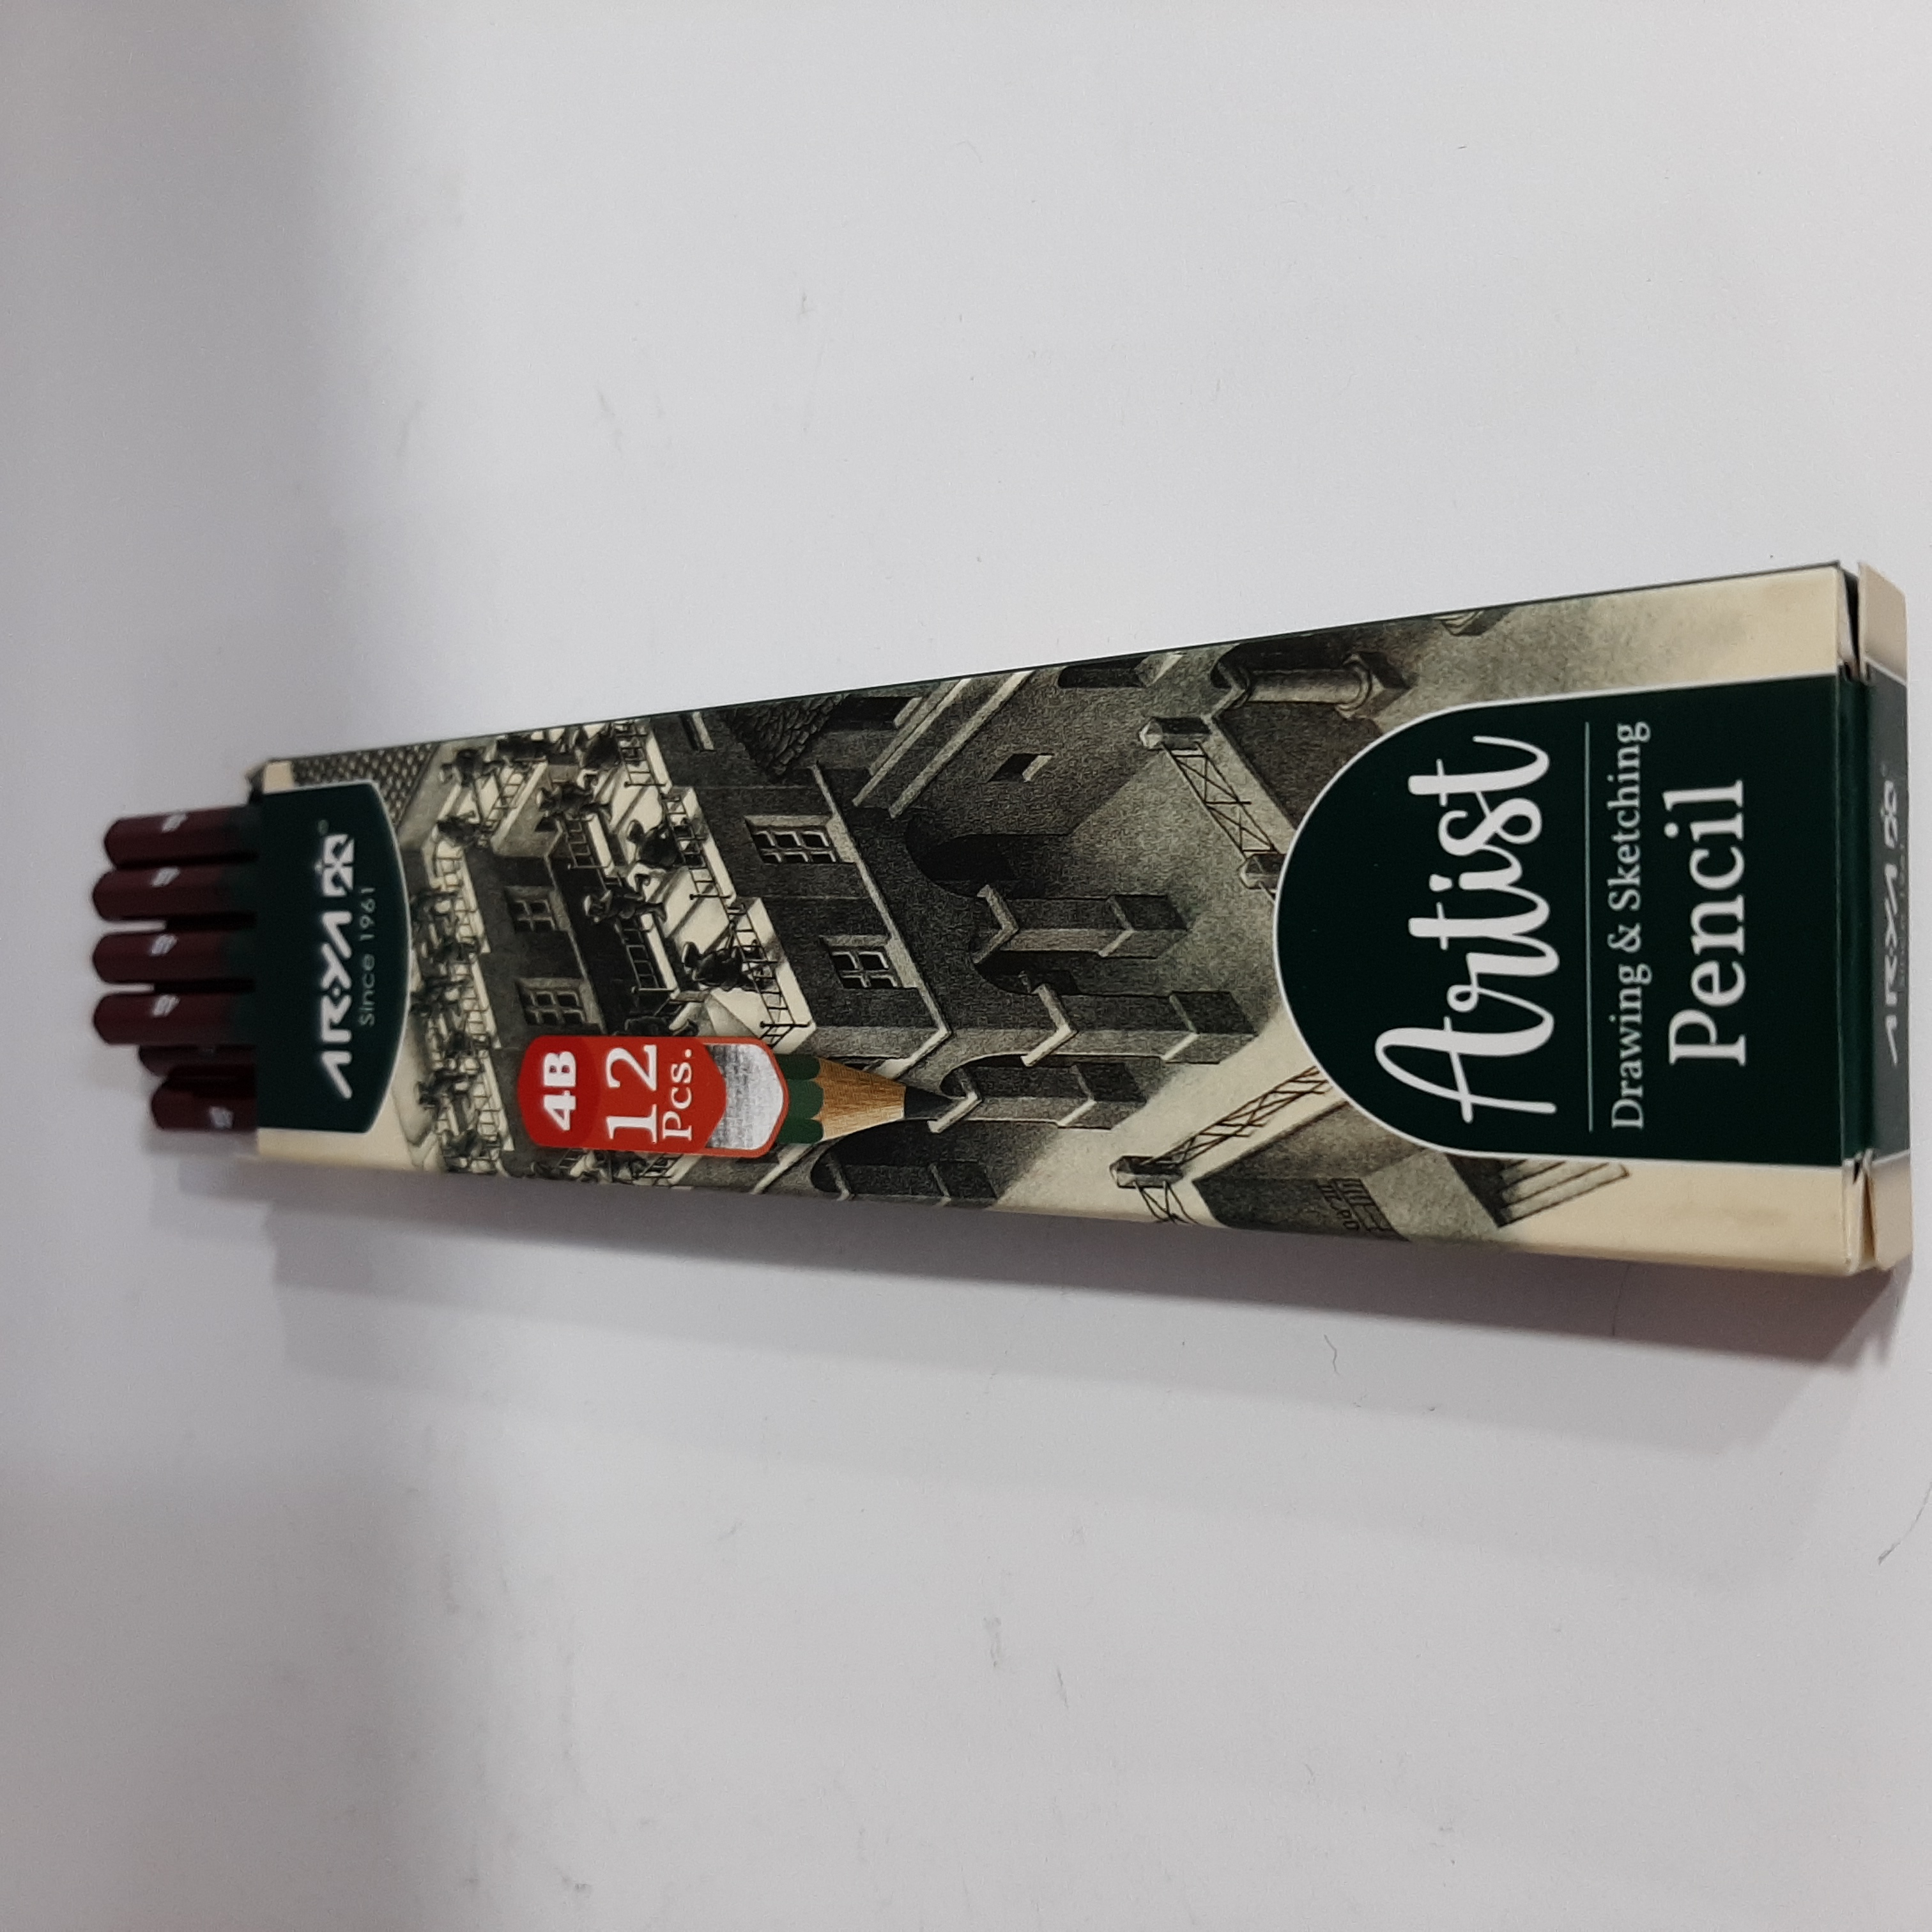 ARYA
Since 1961
4B
12
Pcs.
Artist
Drawing & Sketching
Pencil
ARYA